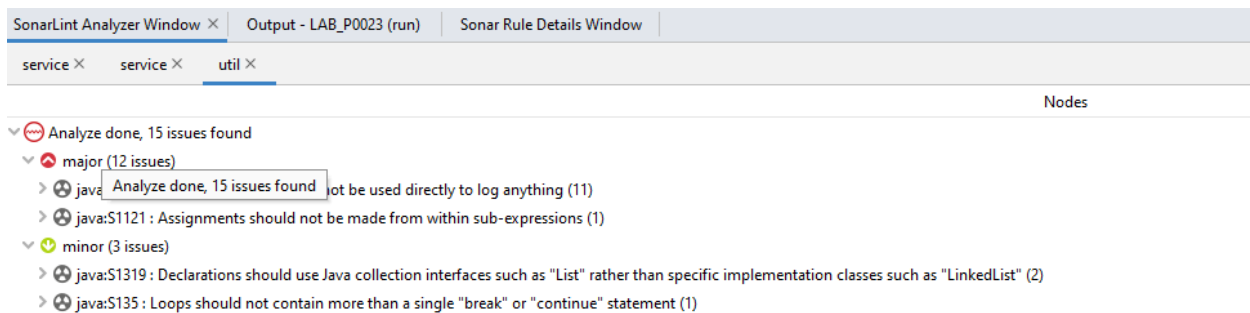 SonarLint Analyzer Window × Output - LAB_P0023 (run) Sonar Rule Details Window
service × service × util ×
Nodes
Analyze done, 15 issues found
major (12 issues)
Analyze done, 15 issues found
java not be used directly to log anything (11)
java:S1121 : Assignments should not be made from within sub-expressions (1)
minor (3 issues)
java:S1319 : Declarations should use Java collection interfaces such as "List" rather than specific implementation classes such as "LinkedList" (2)
java:S135 : Loops should not contain more than a single "break" or "continue" statement (1)